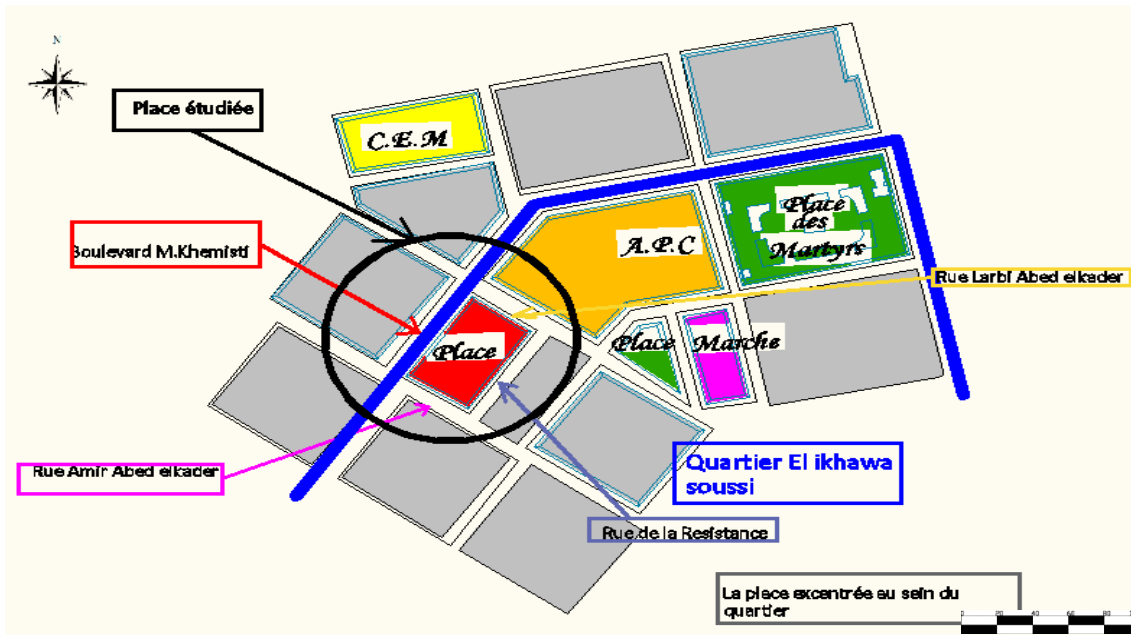 N
Place étudiée
C.E.M
Place
des
Martyrs
A.P.C
Boulevard M.Khemisti
Rue Larbi Abed elkader
Place
Place
Marche
Rue Amir Abed elkader
Quartier El ikhawa
soussi
Rue de la Resistance
La place excentrée au sein du
quartier
0 20 40 60 80